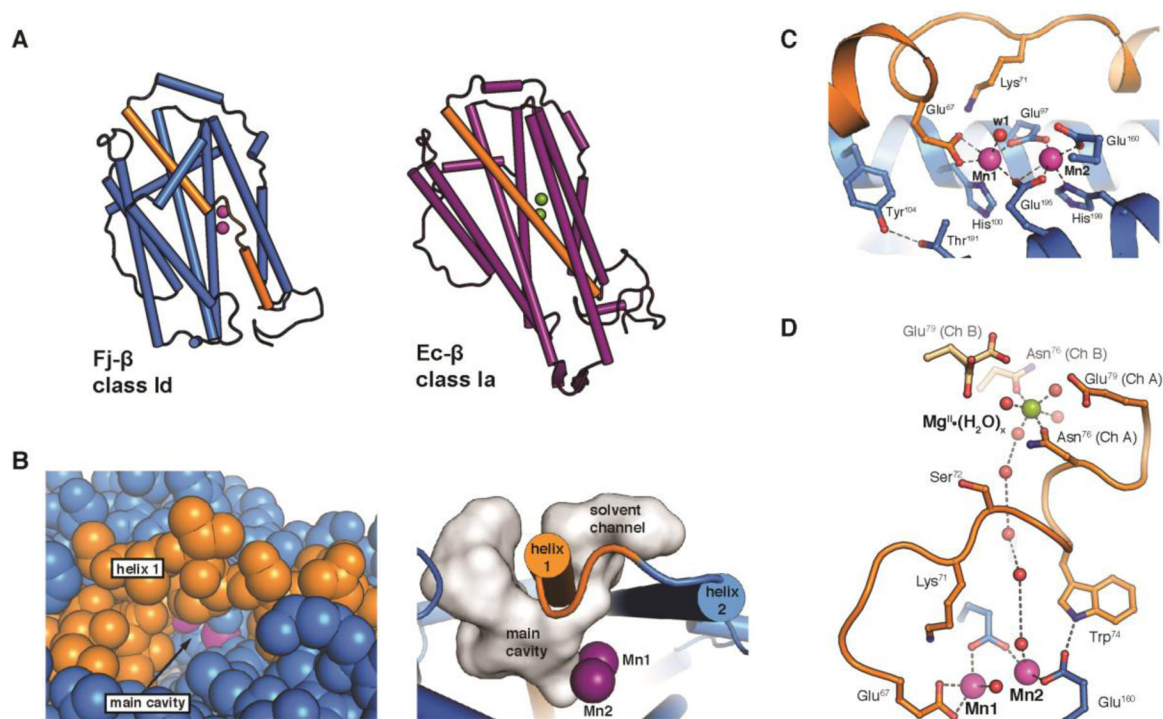 A
Fj-β
class Id
Ec-β
class Ia
B
helix 1
main cavity
solvent
channel
helix
1
helix
2
main
cavity
Mn1
Mn2
C
Lys71
Glu67
Glu97
w1
Glu160
Mn1
Mn2
Tyr104
His100
Glu195
His198
Thr191
D
Glu79 (Ch B)
Asn76 (Ch B)
Glu79 (Ch A)
MgII•(H2O)x
Asn76 (Ch A)
Ser72
Lys71
Trp74
Glu67
Mn1
Mn2
Glu160